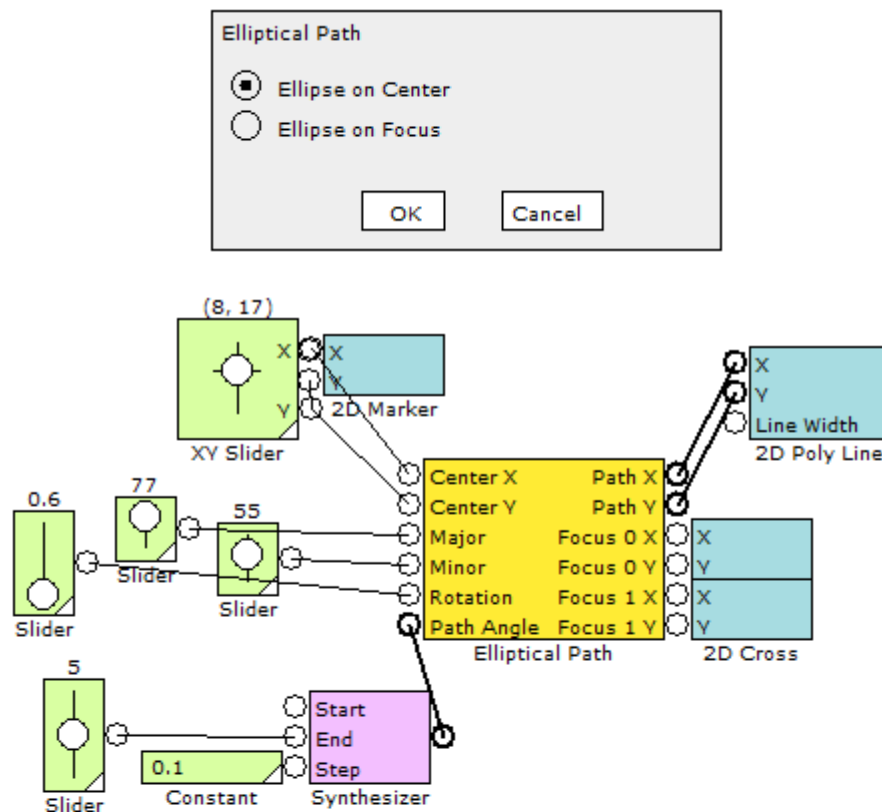 Elliptical Path
Ellipse on Center
Ellipse on Focus
OK Cancel
(8, 17)
X X X
Y Y
Y 2D Marker Line Width
XY Slider 2D Poly Line
77 Center X Path X
0.6 55 Center Y Path Y
Major Focus 0 X X
Slider Minor Focus 0 Y Y
Slider Rotation Focus 1 X X
Slider Path Angle Focus 1 Y Y
Elliptical Path 2D Cross
5 Start
End
0.1 Step
Slider Constant Synthesizer